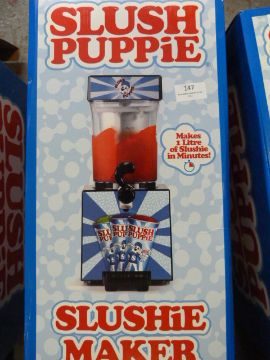 SLUSH
PUPPiE
147
Makes
1 Litre
of Slushie
in Minutes!
SLUSH
PUPPIE
SLUSHiE
MAKER